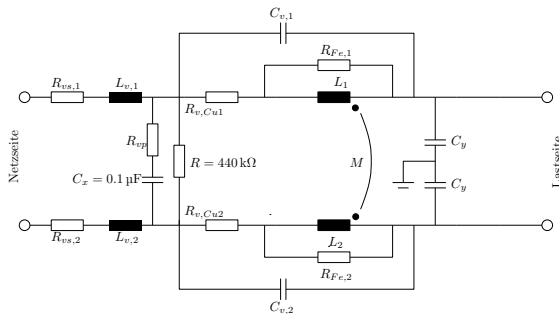 C_{v,1}
R_{Fe,1}
R_{vs,1}
L_{v,1}
L_1
R_{v,Cu1}
Netzseite
R_{vp}
C_y
R = 440 kΩ
M
Lastseite
C_x = 0.1 µF
C_y
R_{v,Cu2}
R_{vs,2}
L_{v,2}
L_2
R_{Fe,2}
C_{v,2}